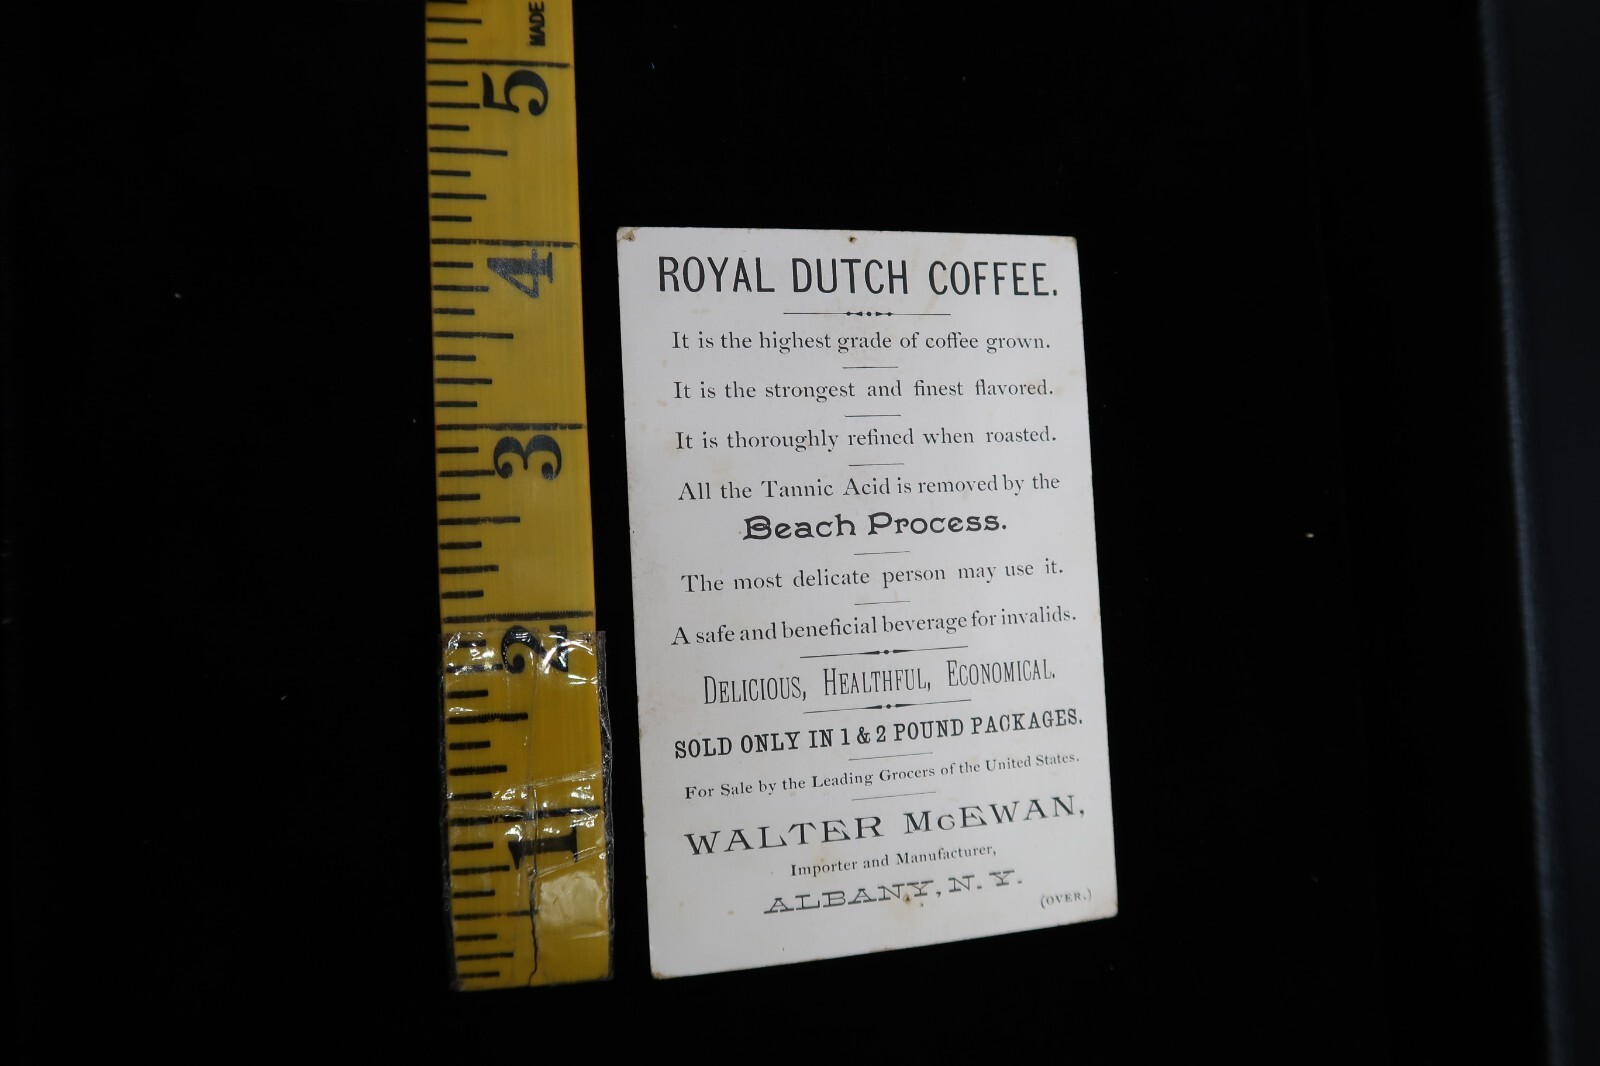 MADE
5
4
3
2
1
ROYAL DUTCH COFFEE.
It is the highest grade of coffee grown.
It is the strongest and finest flavored.
It is thoroughly refined when roasted.
All the Tannic Acid is removed by the
Beach Process.
The most delicate person may use it.
A safe and beneficial beverage for invalids.
DELICIOUS, HEALTHFUL, ECONOMICAL.
SOLD ONLY IN 1 & 2 POUND PACKAGES.
For Sale by the Leading Grocers of the United States.
WALTER McEWAN,
Importer and Manufacturer,
ALBANY, N. Y.
(OVER.)